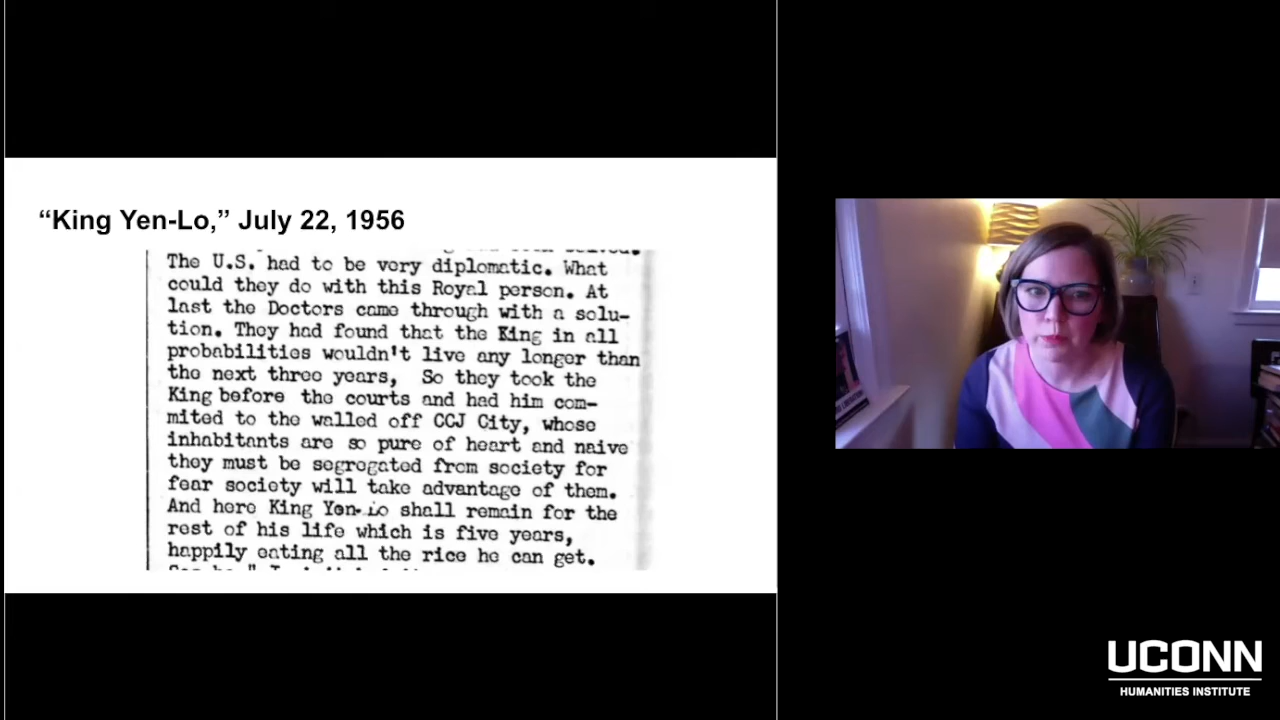 “King Yen-Lo,” July 22, 1956
The U.S. had to be very diplomatic. What
could they do with this Royal person. At
last the Doctors came through with a solu-
tion. They had found that the King in all
probabilities wouldn't live any longer than
the next three years, So they took the
King before the courts and had him com-
mited to the walled off CCJ City, whose
inhabitants are so pure of heart and naive
they must be segregated from society for
fear society will take advantage of them.
And here King Yen-Lo shall remain for the
rest of his life which is five years,
happily eating all the rice he can get.
UCONN
HUMANITIES INSTITUTE